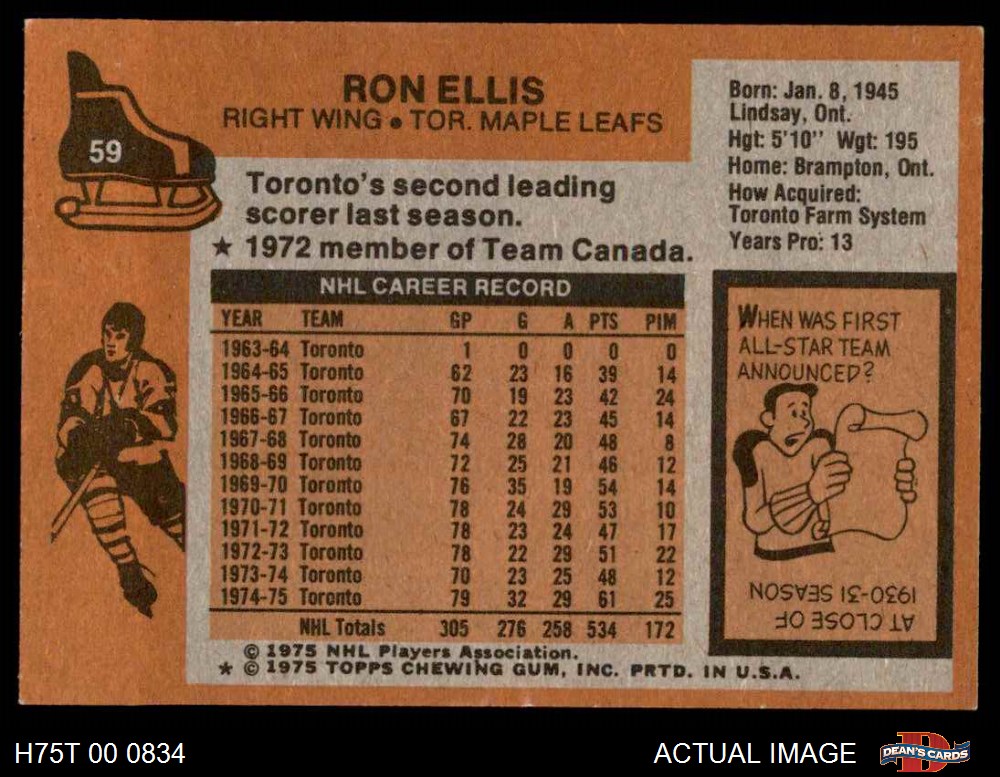 59
RON ELLIS
RIGHT WING • TOR. MAPLE LEAFS
Toronto's second leading
scorer last season.
★ 1972 member of Team Canada.
Born: Jan. 8, 1945
Lindsay, Ont.
Hgt: 5'10" Wgt: 195
Home: Brampton, Ont.
How Acquired:
Toronto Farm System
Years Pro: 13
NHL CAREER RECORD
YEAR TEAM GP G A PTS PIM
1963-64 Toronto 1 0 0 0 0
1964-65 Toronto 62 23 16 39 14
1965-66 Toronto 70 19 23 42 24
1966-67 Toronto 67 22 23 45 14
1967-68 Toronto 74 28 20 48 8
1968-69 Toronto 72 25 21 46 12
1969-70 Toronto 76 35 19 54 14
1970-71 Toronto 78 24 29 53 10
1971-72 Toronto 78 23 24 47 17
1972-73 Toronto 78 22 29 51 22
1973-74 Toronto 70 23 25 48 12
1974-75 Toronto 79 32 29 61 25
NHL Totals 305 276 258 534 172
© 1975 NHL Players Association.
★ © 1975 TOPPS CHEWING GUM, INC. PRTD. IN U.S.A.
WHEN WAS FIRST
ALL-STAR TEAM
ANNOUNCED?
AT CLOSE OF
1930-31 SEASON
H75T 00 0834
ACTUAL IMAGE
D
DEAN'S CARDS